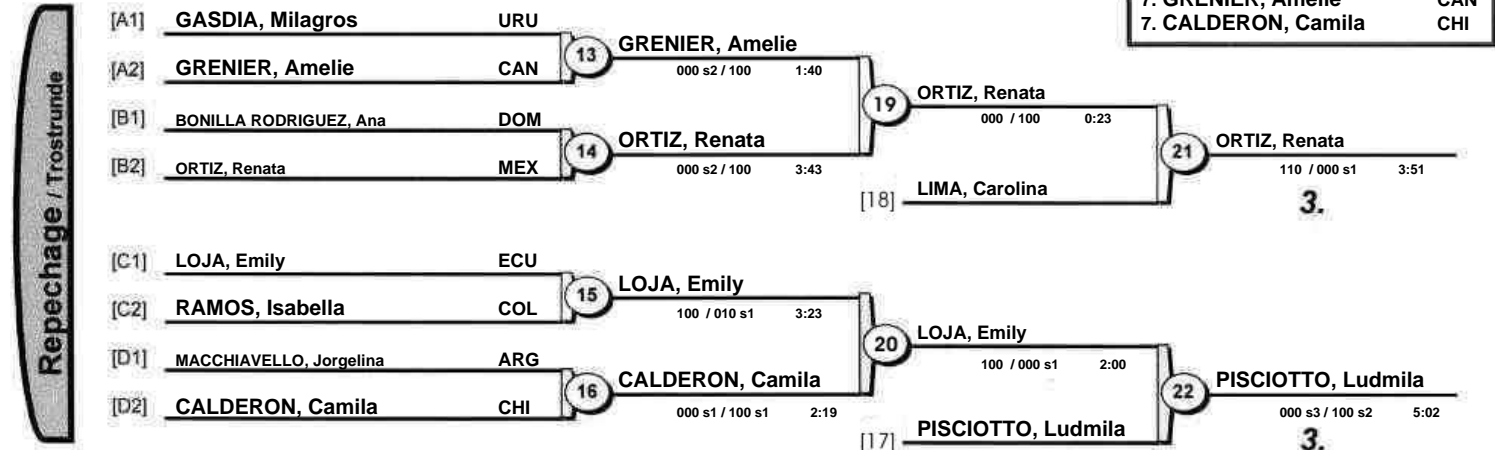 7. GRENIER, Amelie CAN
7. CALDERON, Camila CHI
Repechage / Trostrunde
[A1] GASDIA, Milagros URU
[A2] GRENIER, Amelie CAN
13
GRENIER, Amelie
000 s2 / 100 1:40
[B1] BONILLA RODRIGUEZ, Ana DOM
[B2] ORTIZ, Renata MEX
14
ORTIZ, Renata
000 s2 / 100 3:43
19
ORTIZ, Renata
000 / 100 0:23
[18] LIMA, Carolina
21
ORTIZ, Renata
110 / 000 s1 3:51
3.
[C1] LOJA, Emily ECU
[C2] RAMOS, Isabella COL
15
LOJA, Emily
100 / 010 s1 3:23
[D1] MACCHIAVELLO, Jorgelina ARG
[D2] CALDERON, Camila CHI
16
CALDERON, Camila
000 s1 / 100 s1 2:19
20
LOJA, Emily
100 / 000 s1 2:00
[17] PISCIOTTO, Ludmila
22
PISCIOTTO, Ludmila
000 s3 / 100 s2 5:02
3.